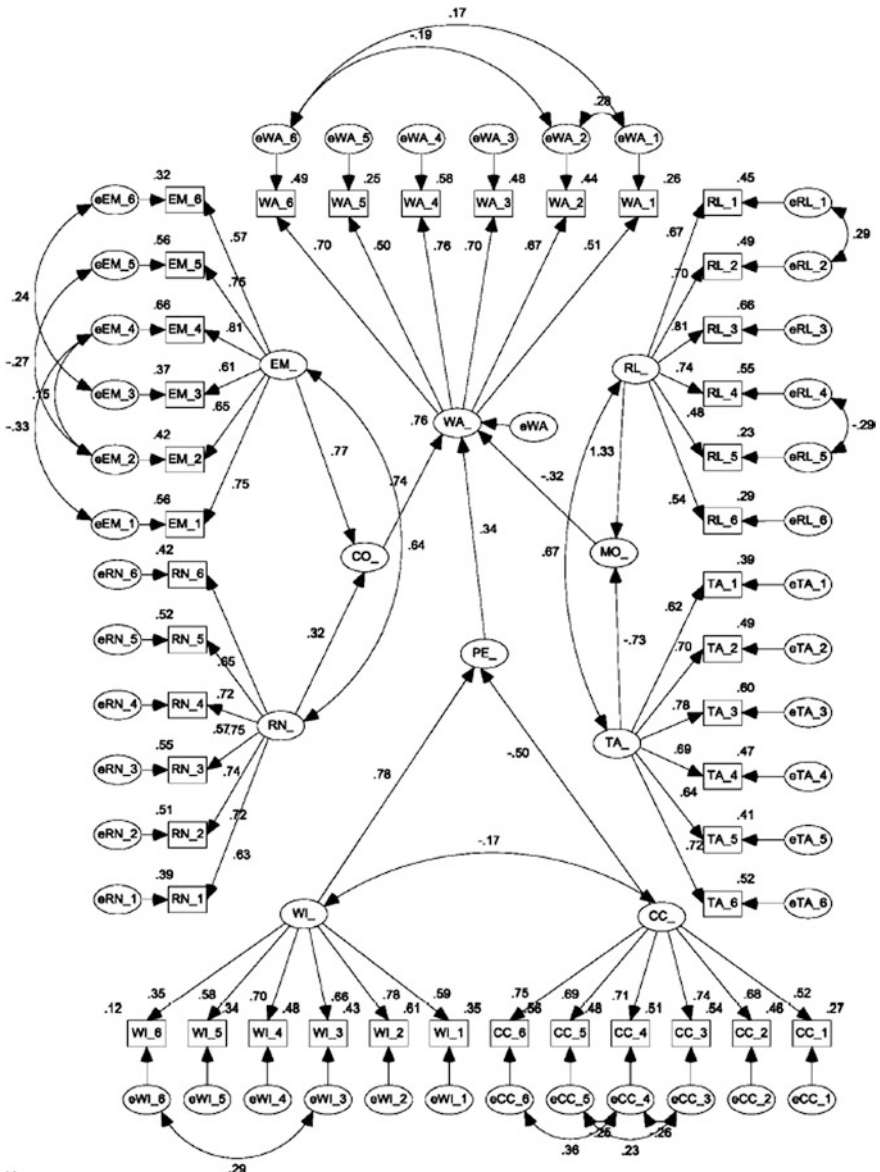 .17
-.19
.28
eWA_6 eWA_5 eWA_4 eWA_3 eWA_2 eWA_1
.49 .25 .58 .48 .44 .26
WA_6 WA_5 WA_4 WA_3 WA_2 WA_1
.70 .50 .76 .70 .67 .51
.32
eEM_6 EM_6
.57
.56
eEM_5 EM_5
.75
.24
.66
eEM_4 EM_4
.81
EM_
-.27
.15
.37
eEM_3 EM_3
.61
-.33
.42
eEM_2 EM_2
.65
.56
eEM_1 EM_1
.75
.77
.64
.45
RL_1 eRL_1
.67
.29
.49
RL_2 eRL_2
.70
.66
RL_3 eRL_3
.81
RL_
.55
RL_4 eRL_4
.74
-.29
.23
RL_5 eRL_5
.48
.29
RL_6 eRL_6
.54
.76 WA_ eWA
.74
.34
-.32
1.33
.67
CO_
MO_
.32
-.73
PE_
.42
eRN_6 RN_6
.52
eRN_5 RN_5
.65
.72
eRN_4 RN_4
.57 .75
RN_
.55
eRN_3 RN_3
.74
.51
eRN_2 RN_2
.72
.39
eRN_1 RN_1
.63
.39
TA_1 eTA_1
.62
.49
TA_2 eTA_2
.70
.60
TA_3 eTA_3
.78
TA_
.47
TA_4 eTA_4
.69
.41
TA_5 eTA_5
.64
.52
TA_6 eTA_6
.72
.78
-.50
-.17
WI_
CC_
.35 .58 .70 .66 .78 .59
.12 .34 .48 .43 .61 .35
WI_6 WI_5 WI_4 WI_3 WI_2 WI_1
eWI_6 eWI_5 eWI_4 eWI_3 eWI_2 eWI_1
.29
.75 .69 .71 .74 .68 .52
.56 .48 .51 .54 .46 .27
CC_6 CC_5 CC_4 CC_3 CC_2 CC_1
eCC_6 eCC_5 eCC_4 eCC_3 eCC_2 eCC_1
-.26
.36 .23